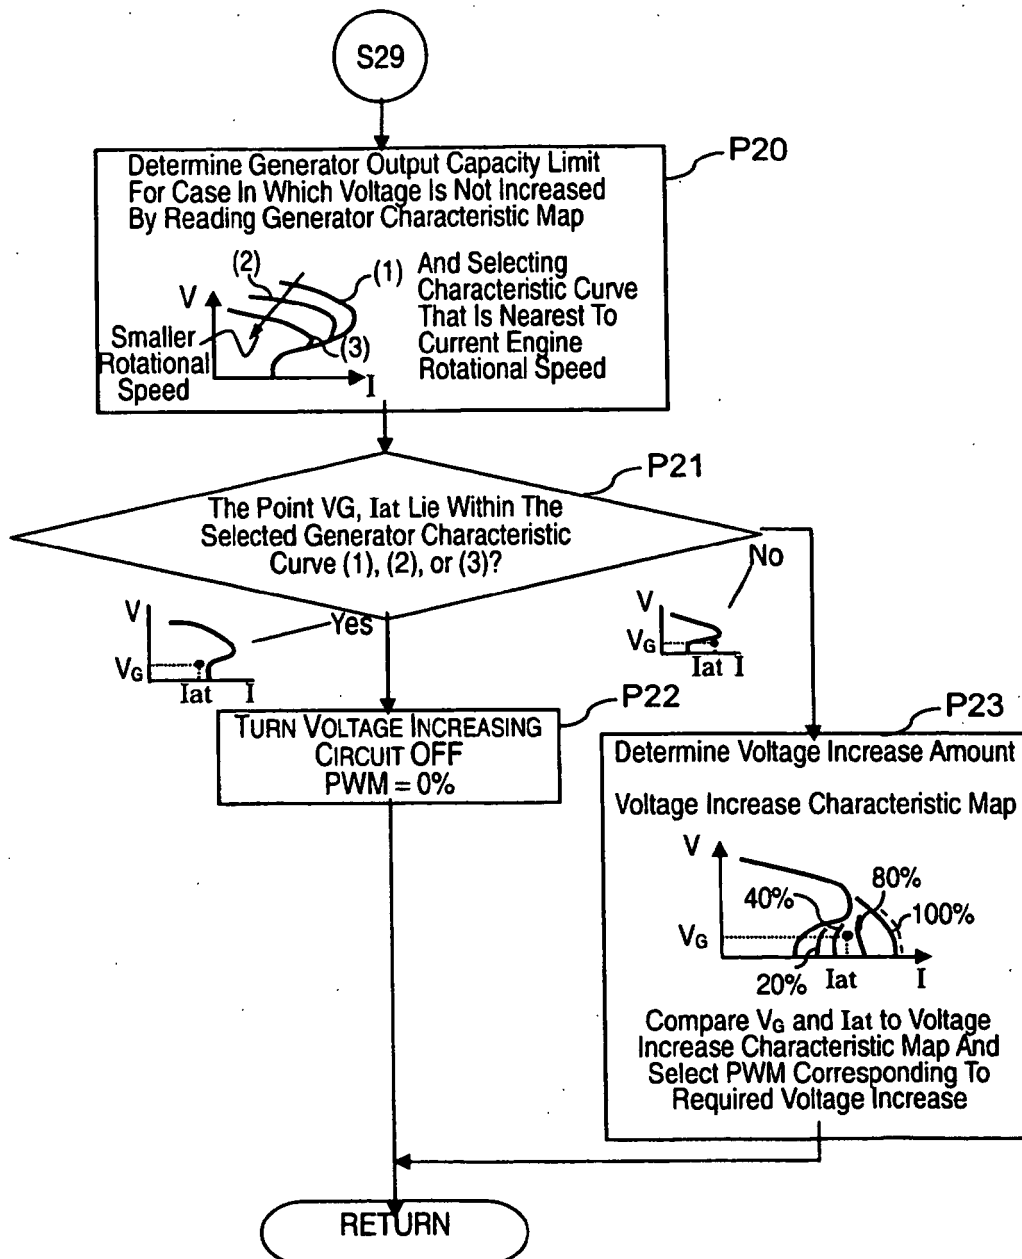 S29
P20
Determine Generator Output Capacity Limit
For Case In Which Voltage Is Not Increased
By Reading Generator Characteristic Map
(2)
(1)
V
Smaller
Rotational
Speed
(3)
I
And Selecting
Characteristic Curve
That Is Nearest To
Current Engine
Rotational Speed
P21
The Point VG, Iat Lie Within The
Selected Generator Characteristic
Curve (1), (2), or (3)?
No
V
VG
Iat I
Yes
V
VG
Iat I
P22
TURN VOLTAGE INCREASING
CIRCUIT OFF
PWM = 0%
P23
Determine Voltage Increase Amount
Voltage Increase Characteristic Map
V
40%
80%
100%
VG
20% Iat I
Compare VG and Iat to Voltage
Increase Characteristic Map And
Select PWM Corresponding To
Required Voltage Increase
RETURN